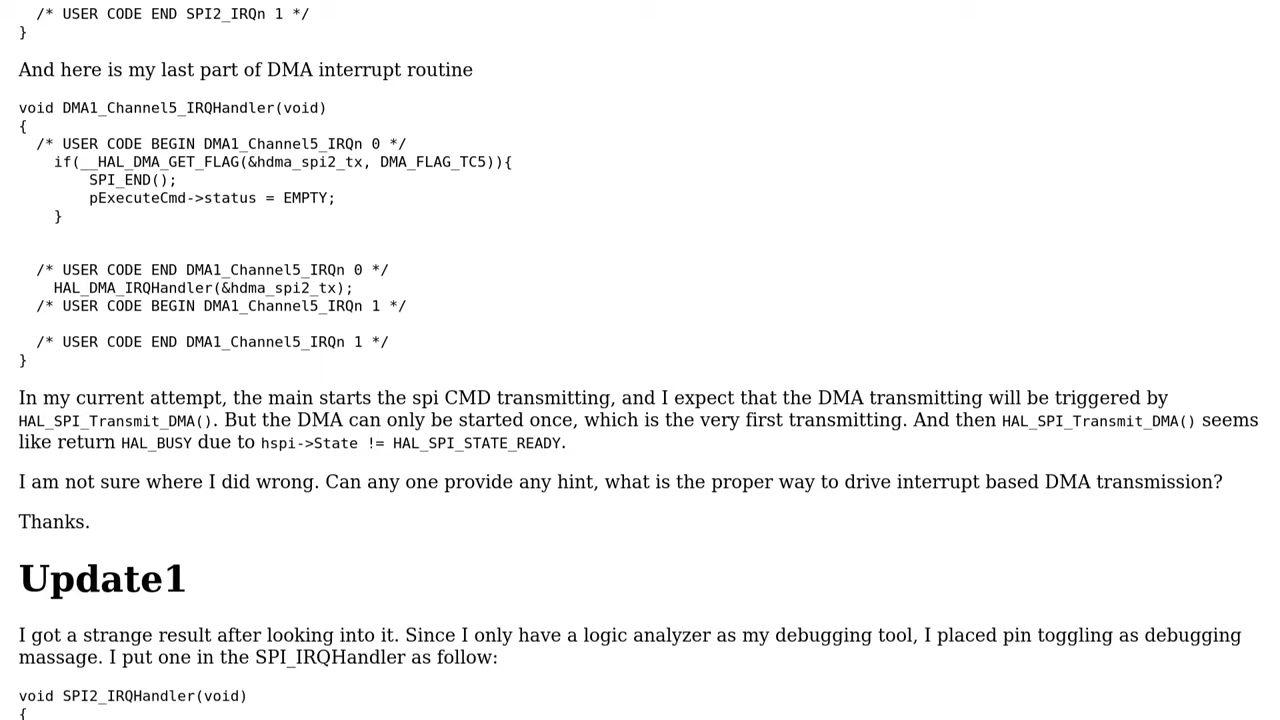 /* USER CODE END SPI2_IRQn 1 */
}
And here is my last part of DMA interrupt routine
void DMA1_Channel5_IRQHandler(void)
{
/* USER CODE BEGIN DMA1_Channel5_IRQn 0 */
if(__HAL_DMA_GET_FLAG(&hdma_spi2_tx, DMA_FLAG_TC5)){
SPI_END();
pExecuteCmd->status = EMPTY;
}
/* USER CODE END DMA1_Channel5_IRQn 0 */
HAL_DMA_IRQHandler(&hdma_spi2_tx);
/* USER CODE BEGIN DMA1_Channel5_IRQn 1 */
/* USER CODE END DMA1_Channel5_IRQn 1 */
}
In my current attempt, the main starts the spi CMD transmitting, and I expect that the DMA transmitting will be triggered by
HAL_SPI_Transmit_DMA(). But the DMA can only be started once, which is the very first transmitting. And then HAL_SPI_Transmit_DMA() seems
like return HAL_BUSY due to hspi->State != HAL_SPI_STATE_READY.
I am not sure where I did wrong. Can any one provide any hint, what is the proper way to drive interrupt based DMA transmission?
Thanks.
Update1
I got a strange result after looking into it. Since I only have a logic analyzer as my debugging tool, I placed pin toggling as debugging
massage. I put one in the SPI_IRQHandler as follow:
void SPI2_IRQHandler(void)
{